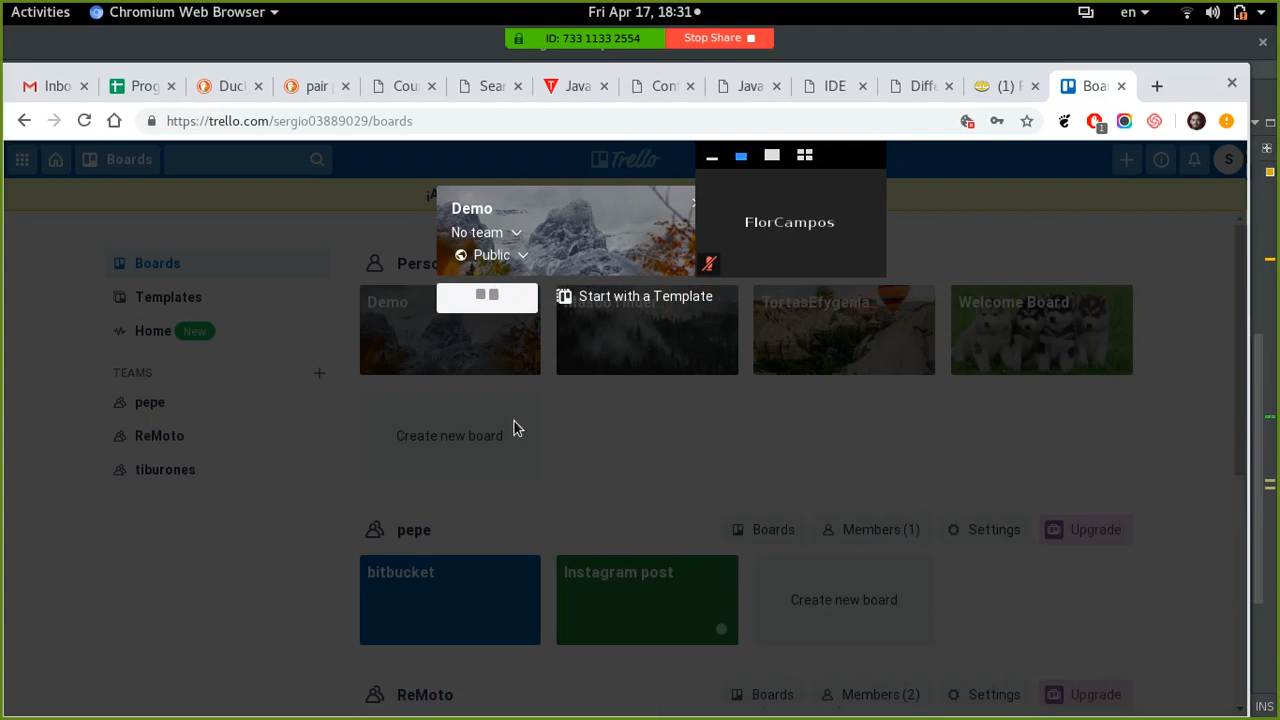 Activities Chromium Web Browser Fri Apr 17, 18:31 en
ID: 733 1133 2554 Stop Share
Inbo Prog Duc pair Cou Sear Java Con Java IDE Diffe (1) Boar
https://trello.com/sergio03889029/boards
Boards Trello S
FlorCampos
Demo
No team
Public
Start with a Template
Boards
Templates
Home New
TEAMS
pepe
ReMoto
tiburones
Perso
Demo TortasEfygenia Welcome Board
Create new board
pepe Boards Members (1) Settings Upgrade
bitbucket Instagram post Create new board
ReMoto Boards Members (2) Settings Upgrade
INS